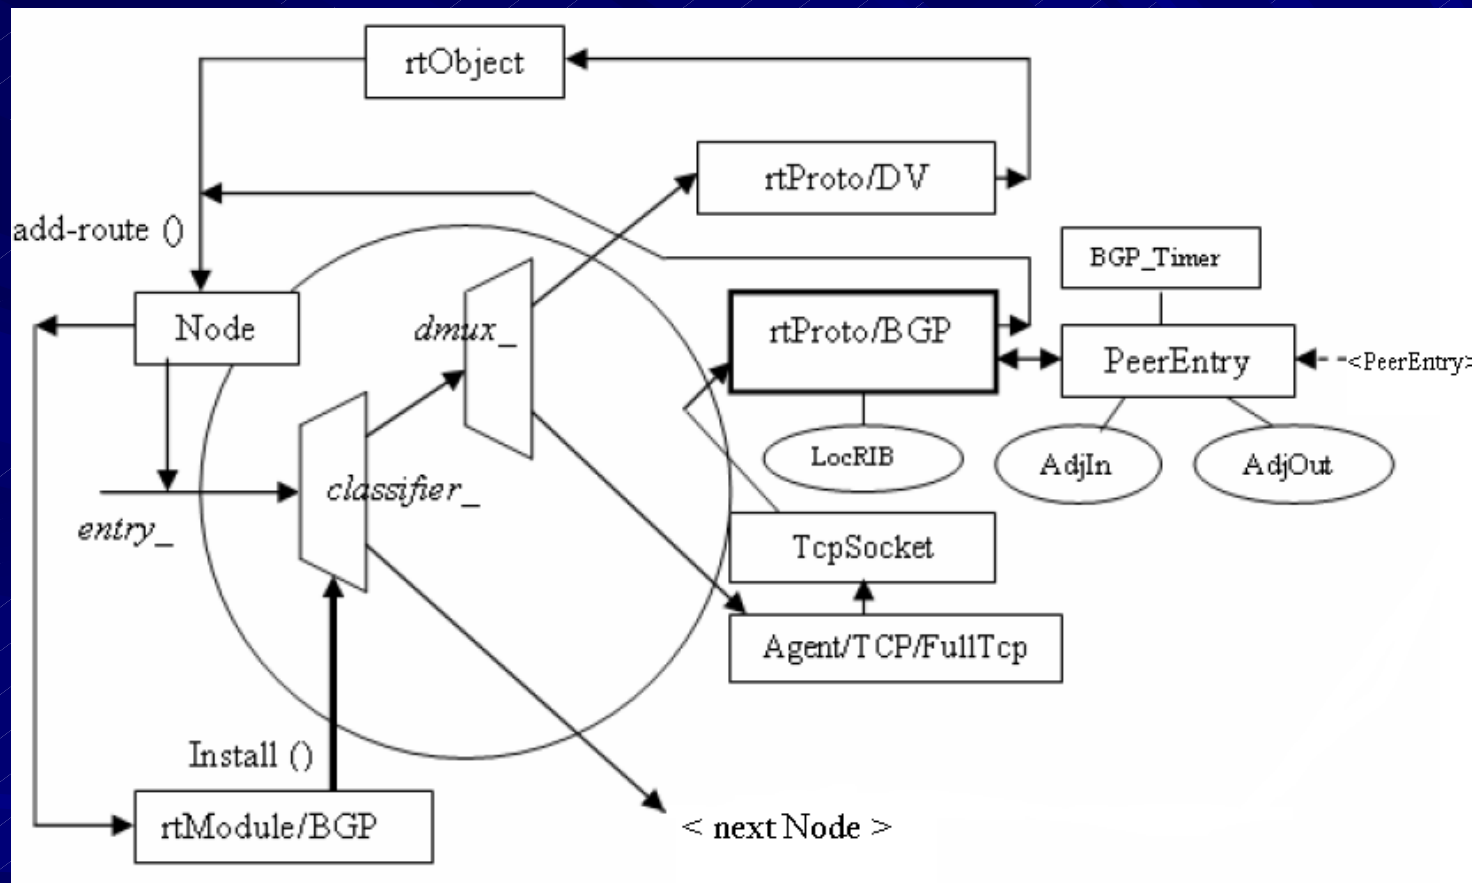 rtObject
rtProto/DV
add-route ()
BGP_Timer
Node
dmux_
rtProto/BGP
PeerEntry
<PeerEntry>
LocRIB
AdjIn
AdjOut
classifier_
entry_
TcpSocket
Agent/TCP/FullTcp
Install ()
rtModule/BGP
< next Node >